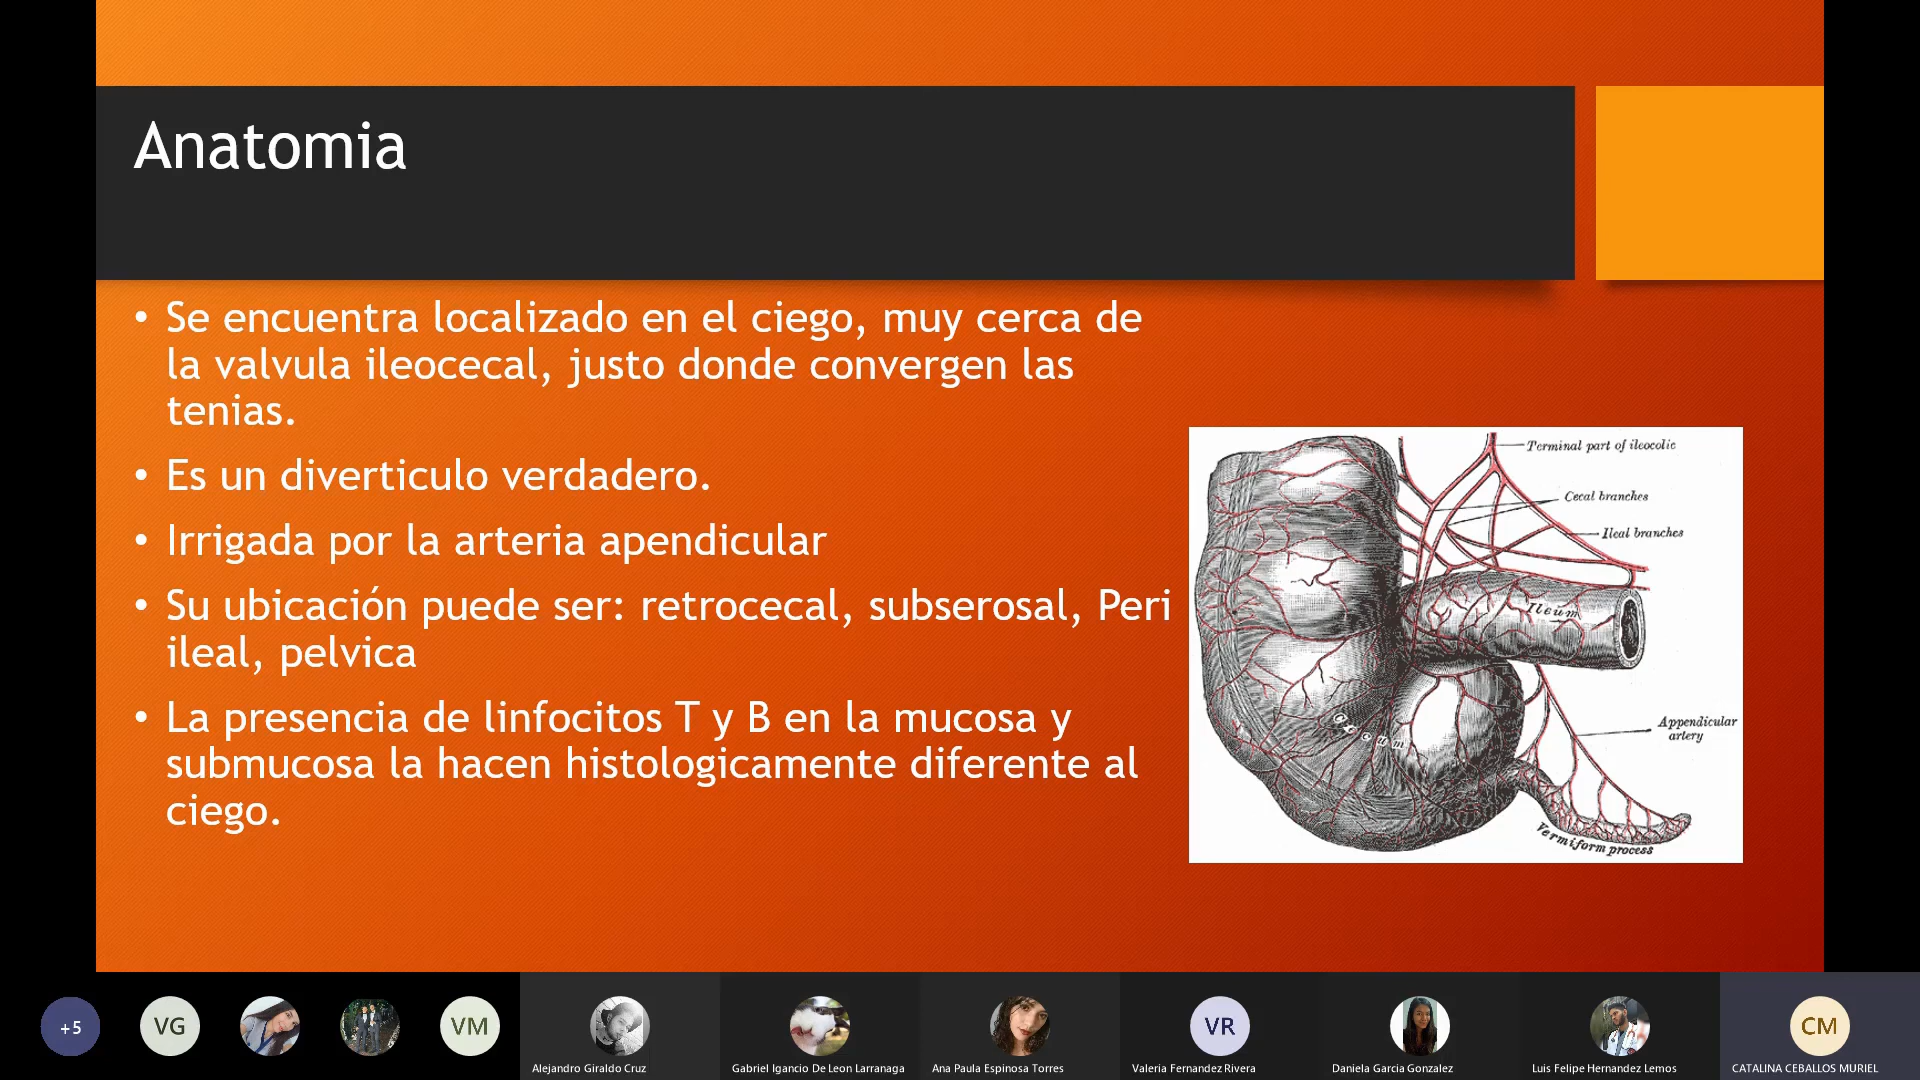 Anatomia
• Se encuentra localizado en el ciego, muy cerca de
la valvula ileocecal, justo donde convergen las
tenias.
• Es un diverticulo verdadero.
• Irrigada por la arteria apendicular
• Su ubicación puede ser: retrocecal, subserosal, Peri
ileal, pelvica
• La presencia de linfocitos T y B en la mucosa y
submucosa la hacen histologicamente diferente al
ciego.
Terminal part of ileocolic
Cecal branches
Ileal branches
Ileum
Cæcum
Appendicular
artery
Vermiform process
+5
VG
VM
VR
CM
Alejandro Giraldo Cruz
Gabriel Igancio De Leon Larranaga
Ana Paula Espinosa Torres
Valeria Fernandez Rivera
Daniela Garcia Gonzalez
Luis Felipe Hernandez Lemos
CATALINA CEBALLOS MURIEL